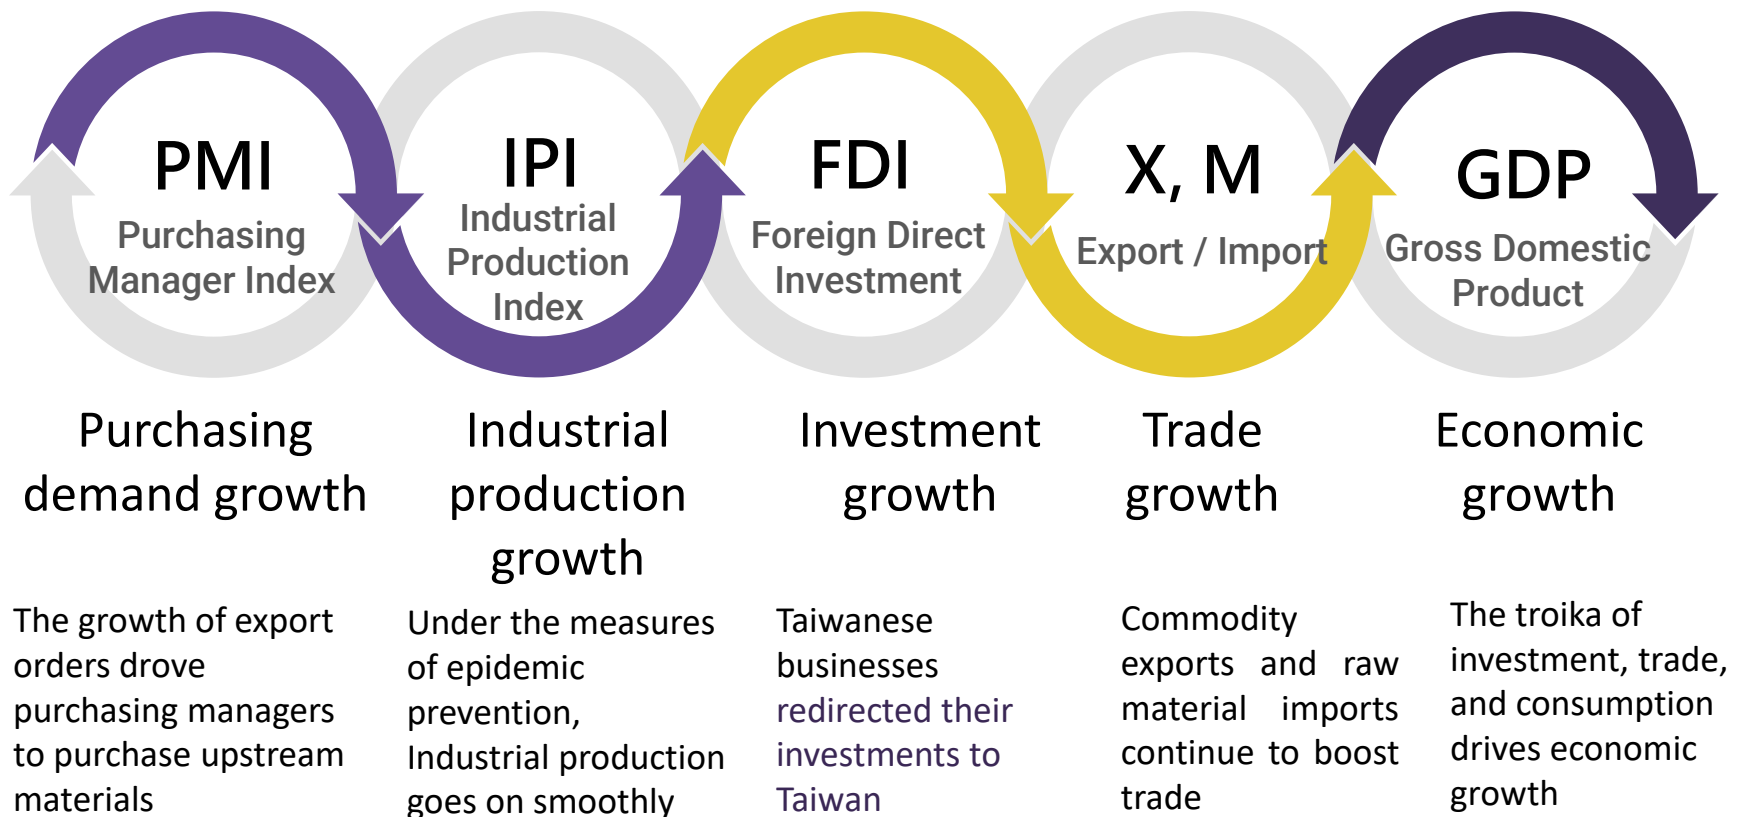 PMI
Purchasing
Manager Index
IPI
Industrial
Production
Index
FDI
Foreign Direct
Investment
X, M
Export / Import
GDP
Gross Domestic
Product
Purchasing
demand growth
Industrial
production
growth
Investment
growth
Trade
growth
Economic
growth
The growth of export
orders drove
purchasing managers
to purchase upstream
materials
Under the measures
of epidemic
prevention,
Industrial production
goes on smoothly
Taiwanese
businesses
redirected their
investments to
Taiwan
Commodity
exports and raw
material imports
continue to boost
trade
The troika of
investment, trade,
and consumption
drives economic
growth